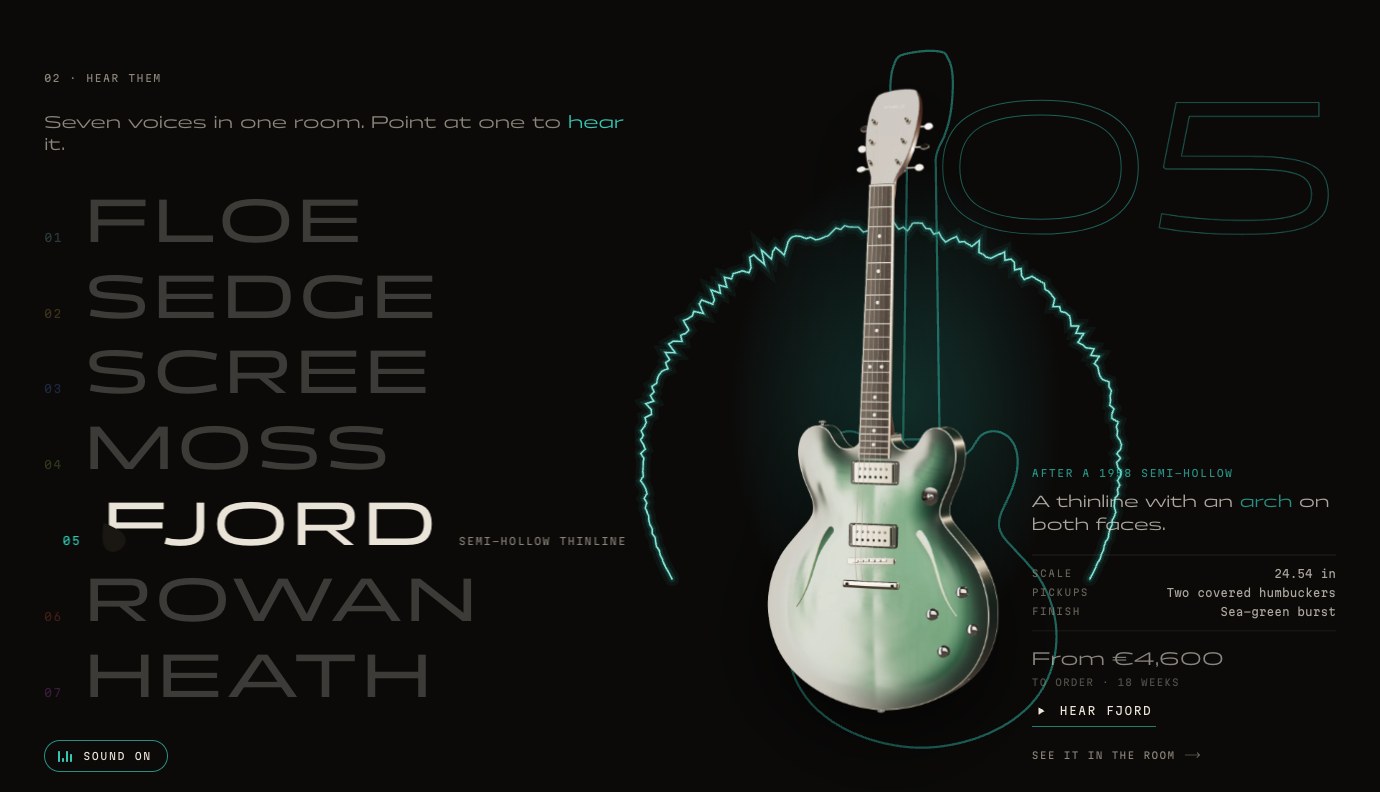 02 · HEAR THEM
Seven voices in one room. Point at one to hear
it.
01 FLOE
02 SEDGE
03 SCREE
04 MOSS
05 FJORD SEMI-HOLLOW THINLINE
06 ROWAN
07 HEATH
SOUND ON
05
AFTER A 1958 SEMI-HOLLOW
A thinline with an arch on
both faces.
SCALE 24.54 in
PICKUPS Two covered humbuckers
FINISH Sea-green burst
From €4,600
TO ORDER · 18 WEEKS
HEAR FJORD
SEE IT IN THE ROOM →